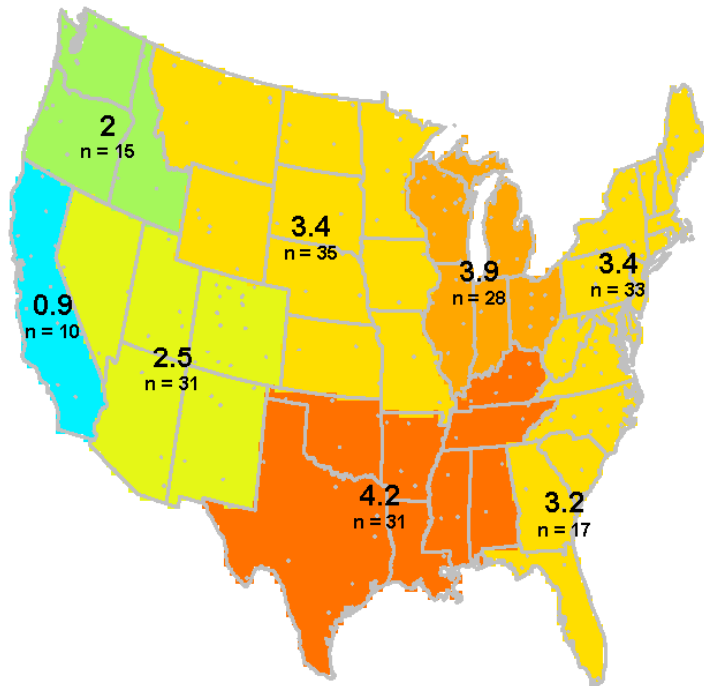 2
n = 15
3.4
n = 35
3.9
n = 28
3.4
n = 33
0.9
n = 10
2.5
n = 31
4.2
n = 31
3.2
n = 17